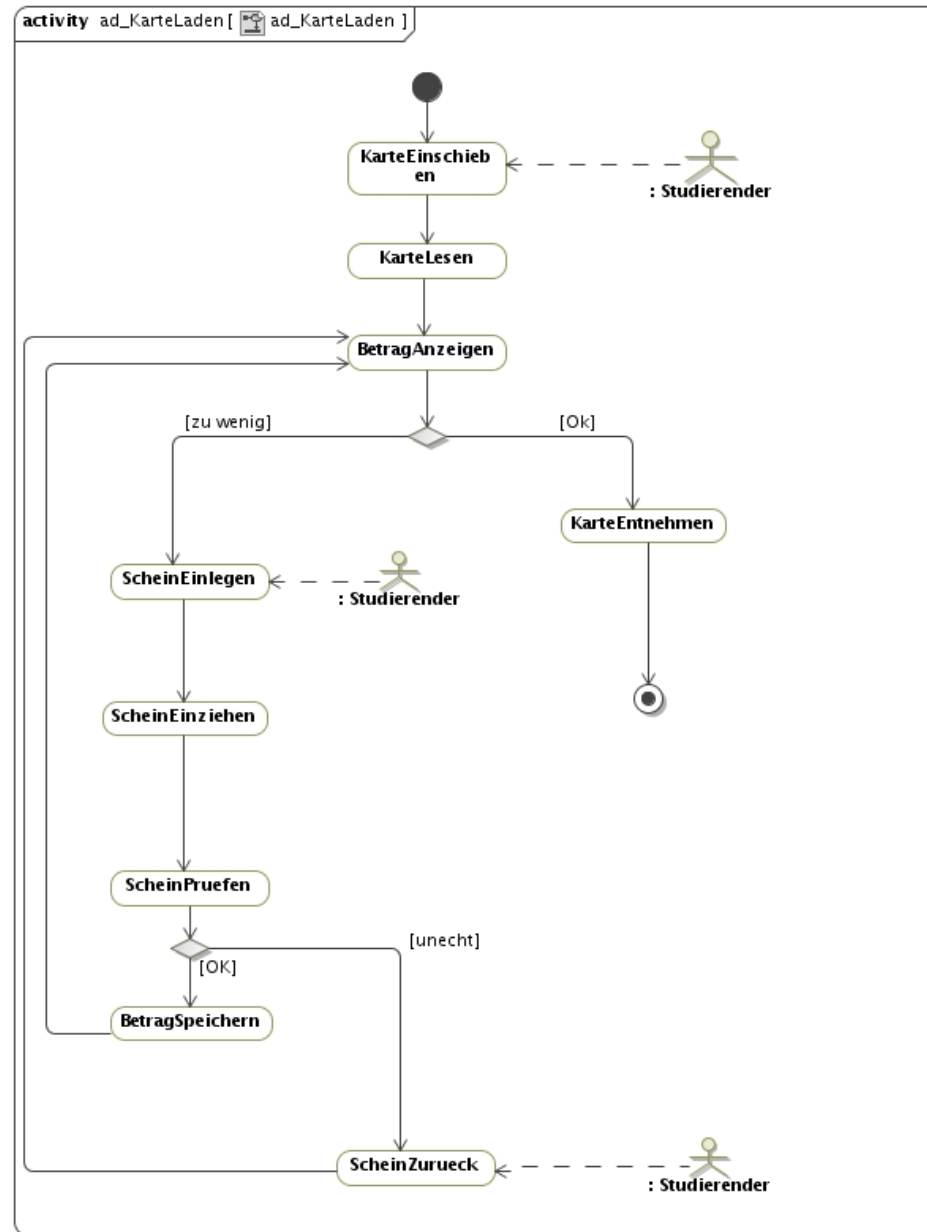 activity ad_KarteLaden [ ad_KarteLaden ]
KarteEinschieb
en
: Studierender
KarteLesen
BetragAnzeigen
[zu wenig]
[Ok]
KarteEntnehmen
ScheinEinlegen
: Studierender
ScheinEinziehen
ScheinPruefen
[unecht]
[OK]
BetragSpeichern
ScheinZurueck
: Studierender